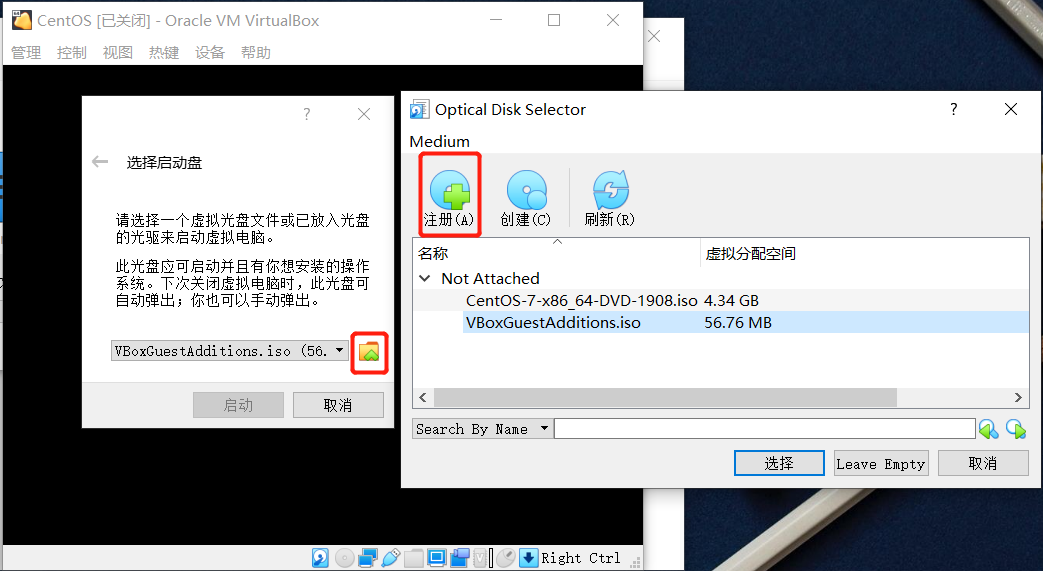 CentOS [已关闭] - Oracle VM VirtualBox
管理 控制 视图 热键 设备 帮助
选择启动盘
请选择一个虚拟光盘文件或已放入光盘
的光驱来启动虚拟电脑。
此光盘应可启动并且有你想安装的操作
系统。下次关闭虚拟电脑时，此光盘可
自动弹出；你也可以手动弹出。
VBoxGuestAdditions.iso (56.
启动 取消
Optical Disk Selector
Medium
注册(A) 创建(C) 刷新(R)
名称 虚拟分配空间
Not Attached
CentOS-7-x86_64-DVD-1908.iso 4.34 GB
VBoxGuestAdditions.iso 56.76 MB
Search By Name
选择 Leave Empty 取消
Right Ctrl